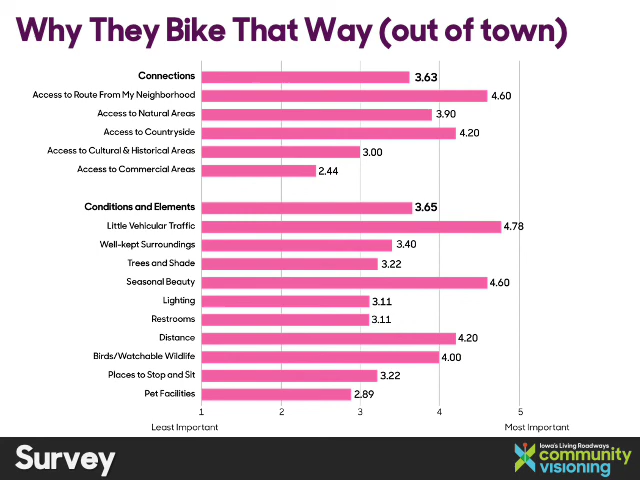 Why They Bike That Way (out of town)
Connections 3.63
Access to Route From My Neighborhood 4.60
Access to Natural Areas 3.90
Access to Countryside 4.20
Access to Cultural & Historical Areas 3.00
Access to Commercial Areas 2.44
Conditions and Elements 3.65
Little Vehicular Traffic 4.78
Well-kept Surroundings 3.40
Trees and Shade 3.22
Seasonal Beauty 4.60
Lighting 3.11
Restrooms 3.11
Distance 4.20
Birds/Watchable Wildlife 4.00
Places to Stop and Sit 3.22
Pet Facilities 2.89
1 2 3 4 5
Least Important Most Important
Survey
Iowa's Living Roadways
community
visioning